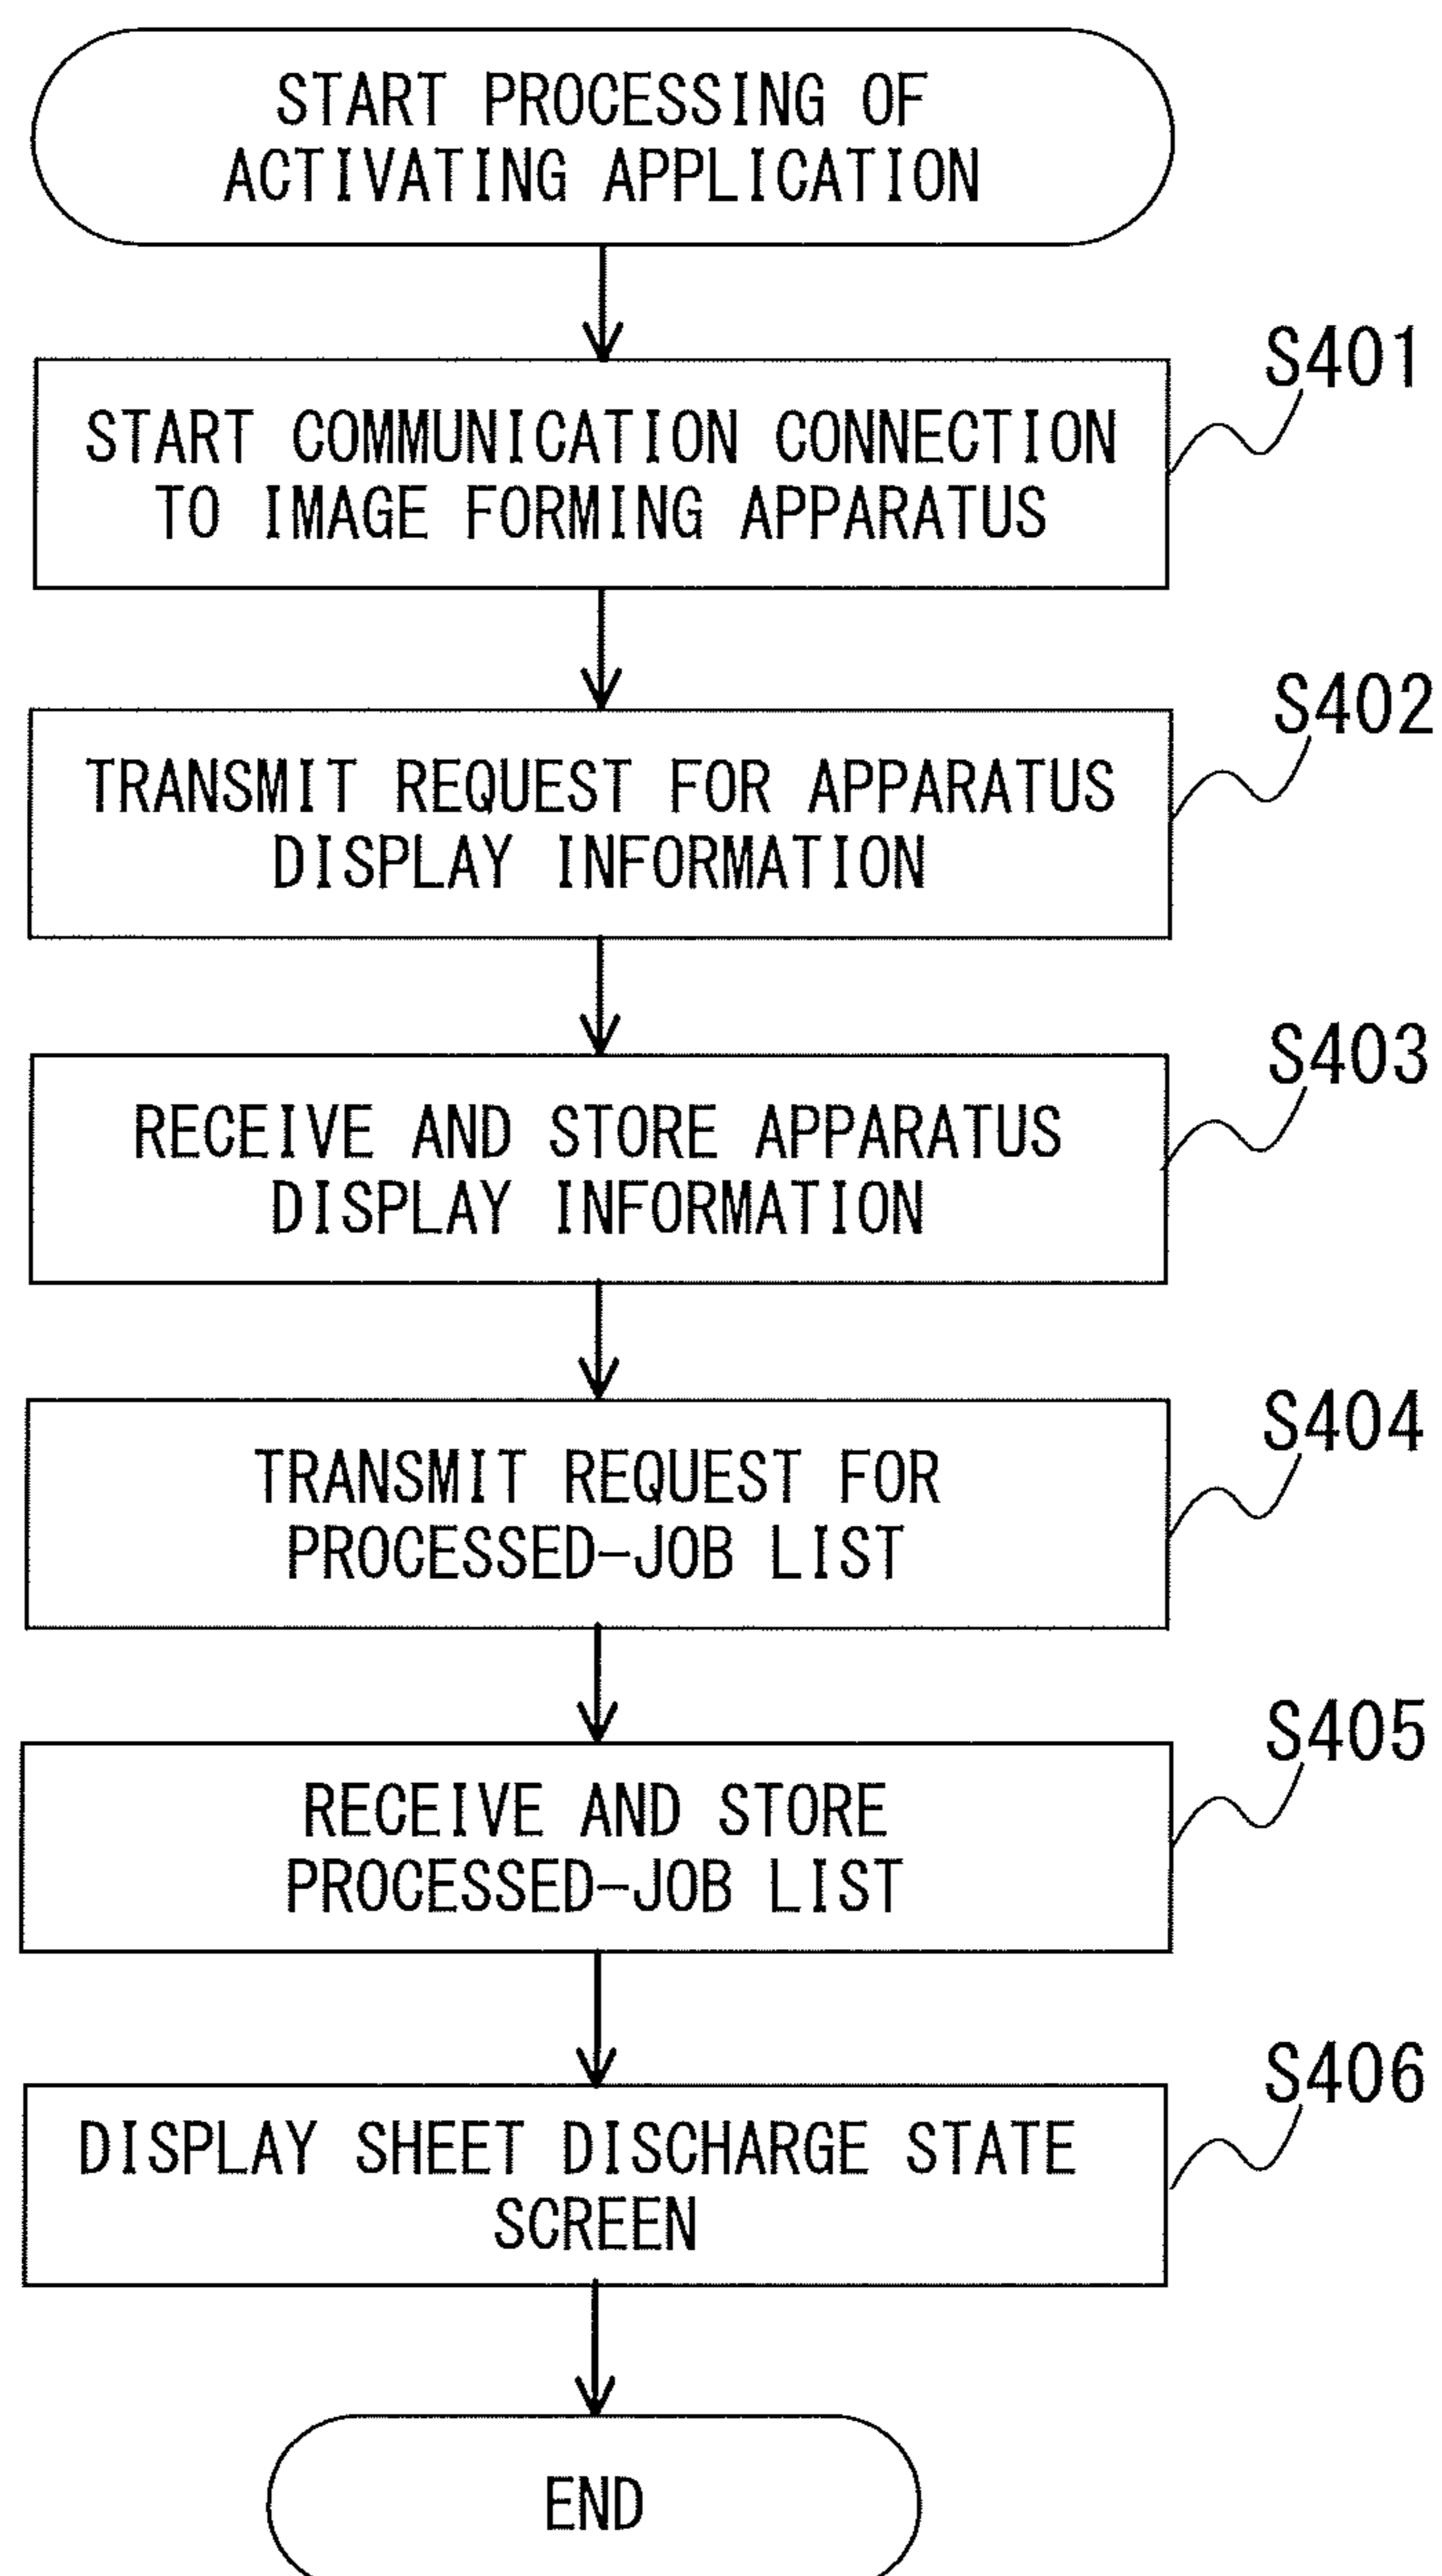 START PROCESSING OF
ACTIVATING APPLICATION
S401
START COMMUNICATION CONNECTION
TO IMAGE FORMING APPARATUS
S402
TRANSMIT REQUEST FOR APPARATUS
DISPLAY INFORMATION
S403
RECEIVE AND STORE APPARATUS
DISPLAY INFORMATION
S404
TRANSMIT REQUEST FOR
PROCESSED-JOB LIST
S405
RECEIVE AND STORE
PROCESSED-JOB LIST
S406
DISPLAY SHEET DISCHARGE STATE
SCREEN
END